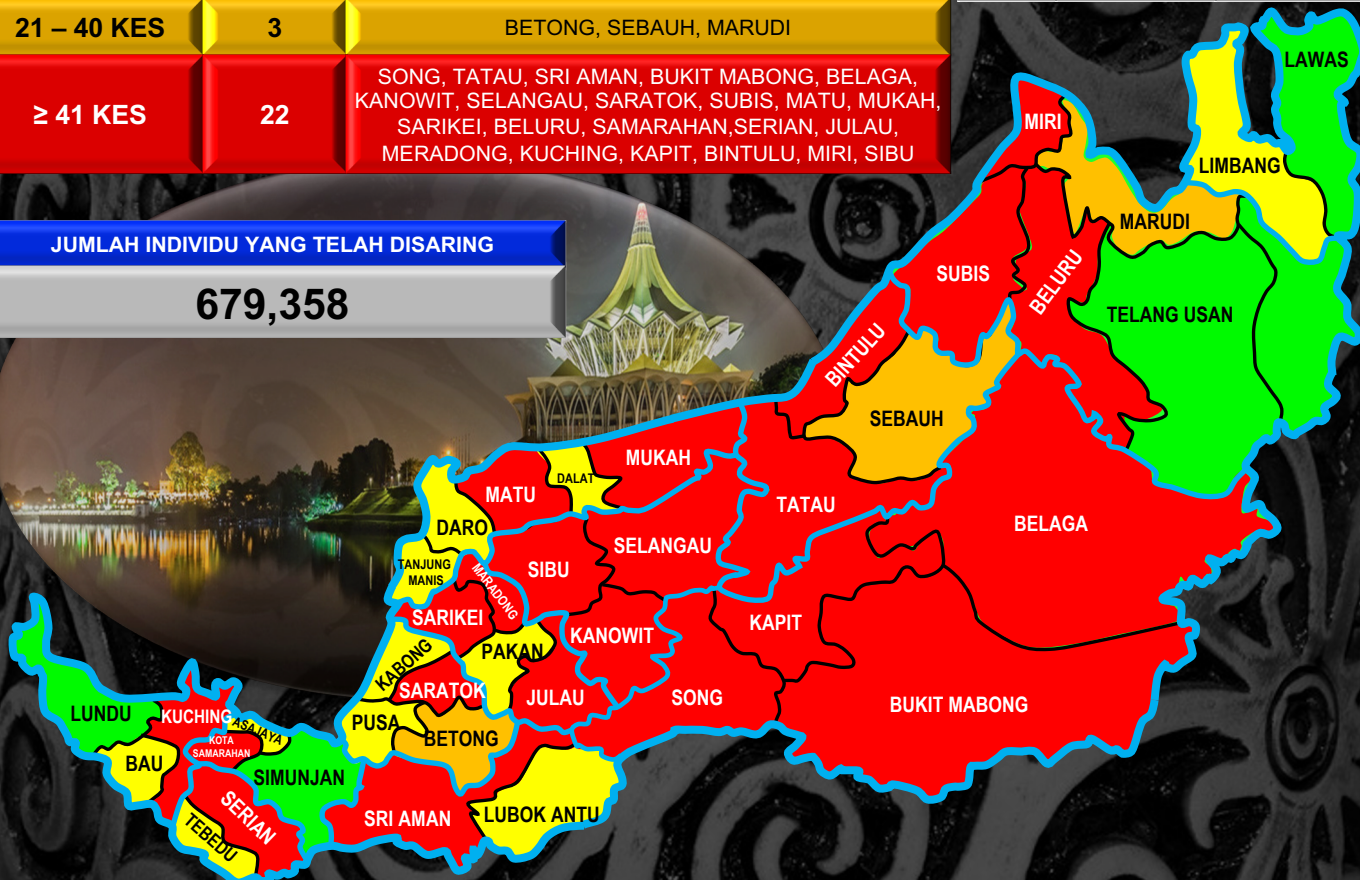 21 – 40 KES 3 BETONG, SEBAUH, MARUDI
≥ 41 KES 22 SONG, TATAU, SRI AMAN, BUKIT MABONG, BELAGA,
KANOWIT, SELANGAU, SARATOK, SUBIS, MATU, MUKAH,
SARIKEI, BELURU, SAMARAHAN,SERIAN, JULAU,
MERADONG, KUCHING, KAPIT, BINTULU, MIRI, SIBU
JUMLAH INDIVIDU YANG TELAH DISARING
679,358
LAWAS
MIRI
LIMBANG
MARUDI
SUBIS
BELURU
TELANG USAN
BINTULU
SEBAUH
MUKAH
DALAT
MATU
TATAU
DARO
BELAGA
SELANGAU
SIBU
TANJUNG
MANIS
MARADONG
SARIKEI
KAPIT
KANOWIT
PAKAN
KABONG
SARATOK
JULAU
SONG
BUKIT MABONG
LUNDU
KUCHING
ASAJAYA
PUSA
BETONG
KOTA
SAMARAHAN
BAU
SIMUNJAN
SERIAN
SRI AMAN
LUBOK ANTU
TEBEDU